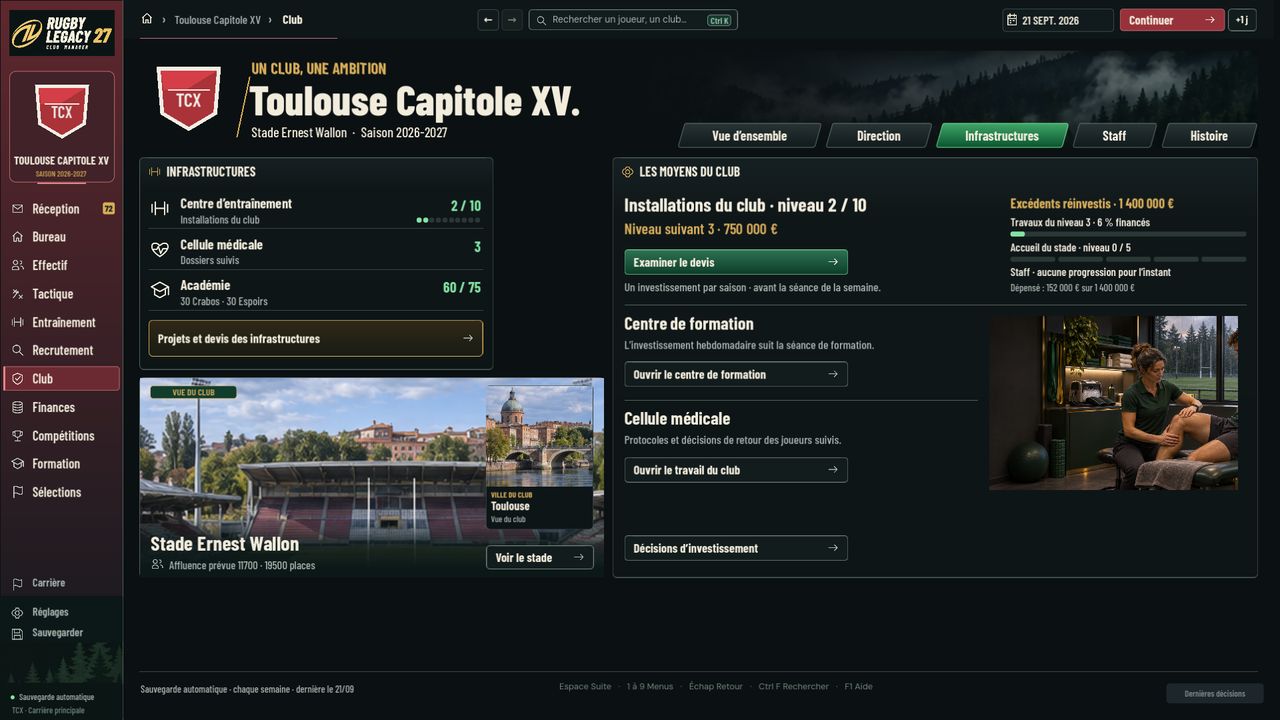 RUGBY
LEGACY 27
CLUB MANAGER
TCX
TOULOUSE CAPITOLE XV
SAISON 2026-2027
Réception 72
Bureau
Effectif
Tactique
Entraînement
Recrutement
Club
Finances
Compétitions
Formation
Sélections
Carrière
Réglages
Sauvegarder
Sauvegarde automatique
TCX · Carrière principale
› Toulouse Capitole XV › Club
← →
Rechercher un joueur, un club… Ctrl K
21 SEPT. 2026
Continuer →
+1 j
TCX
UN CLUB, UNE AMBITION
Toulouse Capitole XV.
Stade Ernest Wallon · Saison 2026-2027
Vue d’ensemble
Direction
Infrastructures
Staff
Histoire
INFRASTRUCTURES
Centre d’entraînement 2 / 10
Installations du club
Cellule médicale 3
Dossiers suivis
Académie 60 / 75
30 Crabos · 30 Espoirs
Projets et devis des infrastructures →
VUE DU CLUB
VILLE DU CLUB
Toulouse
Vue du club
Stade Ernest Wallon
Affluence prévue 11700 · 19500 places
Voir le stade →
LES MOYENS DU CLUB
Installations du club · niveau 2 / 10
Niveau suivant 3 · 750 000 €
Examiner le devis →
Un investissement par saison · avant la séance de la semaine.
Excédents réinvestis · 1 400 000 €
Travaux du niveau 3 · 6 % financés
Accueil du stade · niveau 0 / 5
Staff · aucune progression pour l’instant
Dépensé : 152 000 € sur 1 400 000 €
Centre de formation
L’investissement hebdomadaire suit la séance de formation.
Ouvrir le centre de formation →
Cellule médicale
Protocoles et décisions de retour des joueurs suivis.
Ouvrir le travail du club →
Décisions d’investissement →
Sauvegarde automatique · chaque semaine · dernière le 21/09
Espace Suite · 1 à 9 Menus · Échap Retour · Ctrl F Rechercher · F1 Aide
Dernières décisions